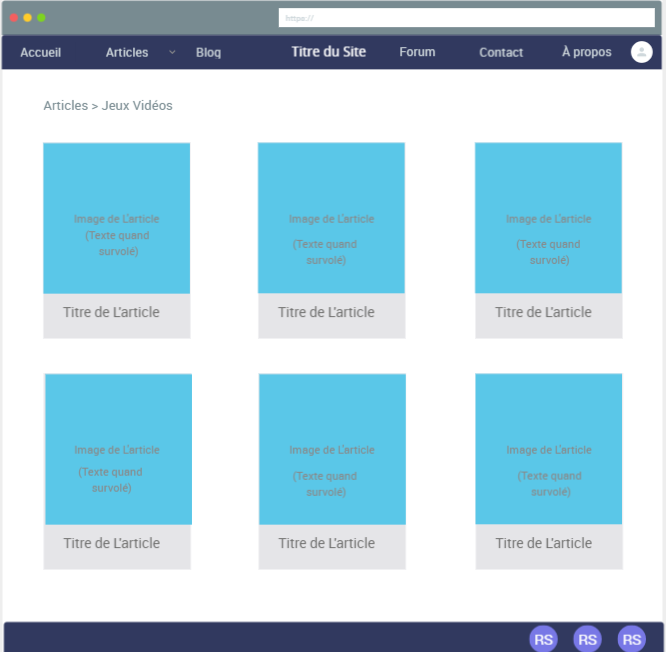 https://
Accueil Articles Blog Titre du Site Forum Contact À propos
Articles > Jeux Vidéos
Image de L'article Image de L'article Image de L'article
(Texte quand (Texte quand (Texte quand
survolé) survolé) survolé)
Titre de L'article Titre de L'article Titre de L'article
Image de L'article Image de L'article Image de L'article
(Texte quand (Texte quand (Texte quand
survolé) survolé) survolé)
Titre de L'article Titre de L'article Titre de L'article
RS RS RS